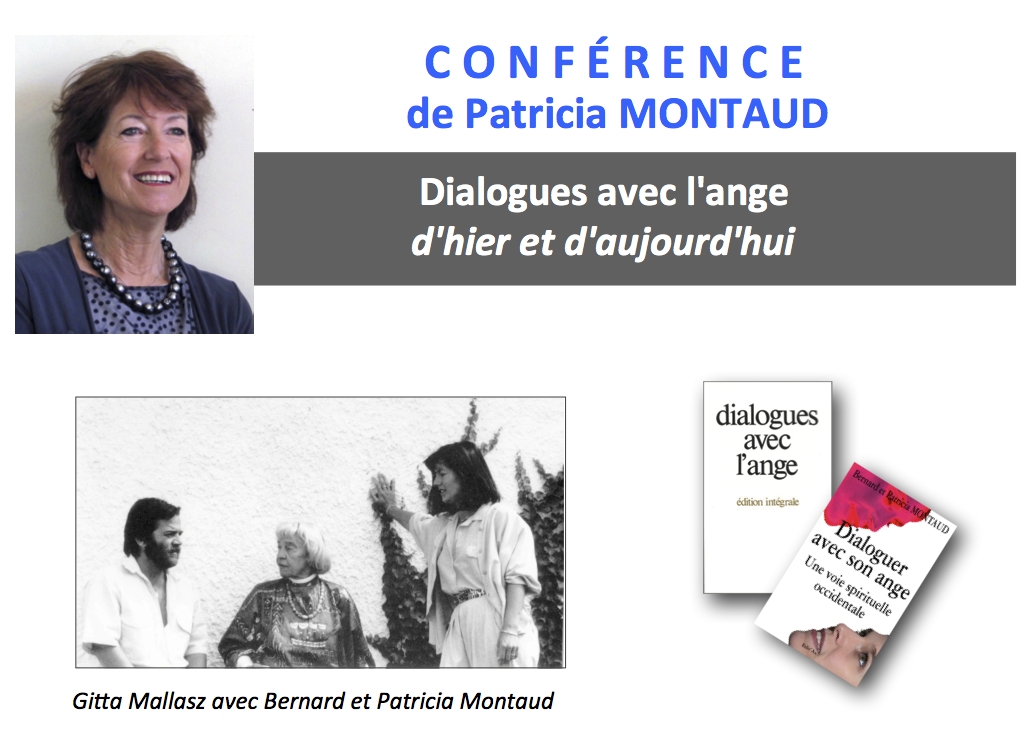 CONFÉRENCE
de Patricia MONTAUD
Dialogues avec l'ange
d'hier et d'aujourd'hui
dialogues
avec
l'ange
édition intégrale
Bernard et Patricia MONTAUD
Dialoguer
avec son ange
Une voie spirituelle
occidentale
Gitta Mallasz avec Bernard et Patricia Montaud